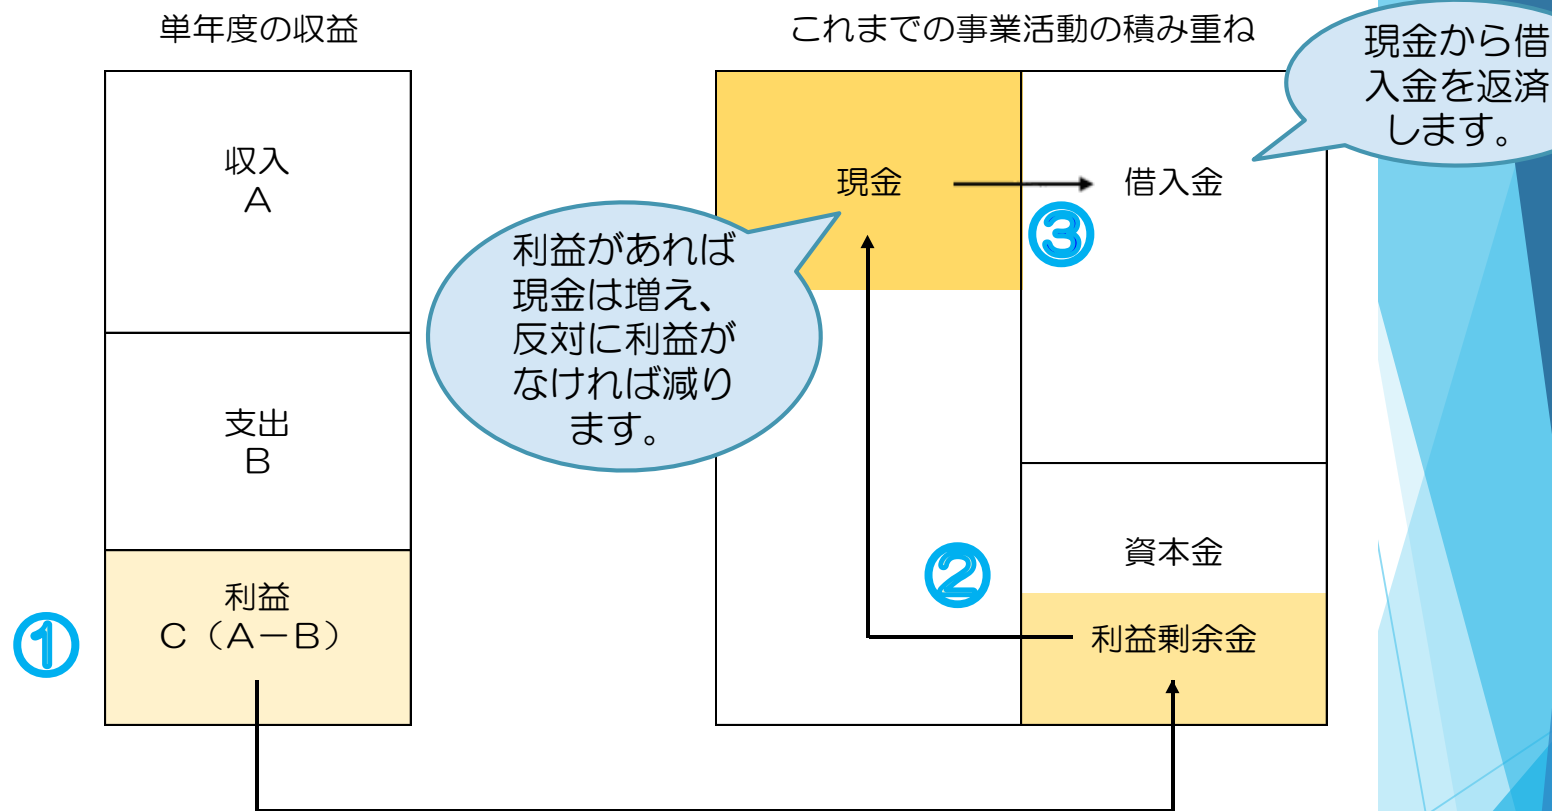 単年度の収益
収入
A
支出
B
①
利益
C（A－B）
これまでの事業活動の積み重ね
現金
利益があれば
現金は増え、
反対に利益が
なければ減り
ます。
③
借入金
現金から借
入金を返済
します。
②
資本金
利益剰余金